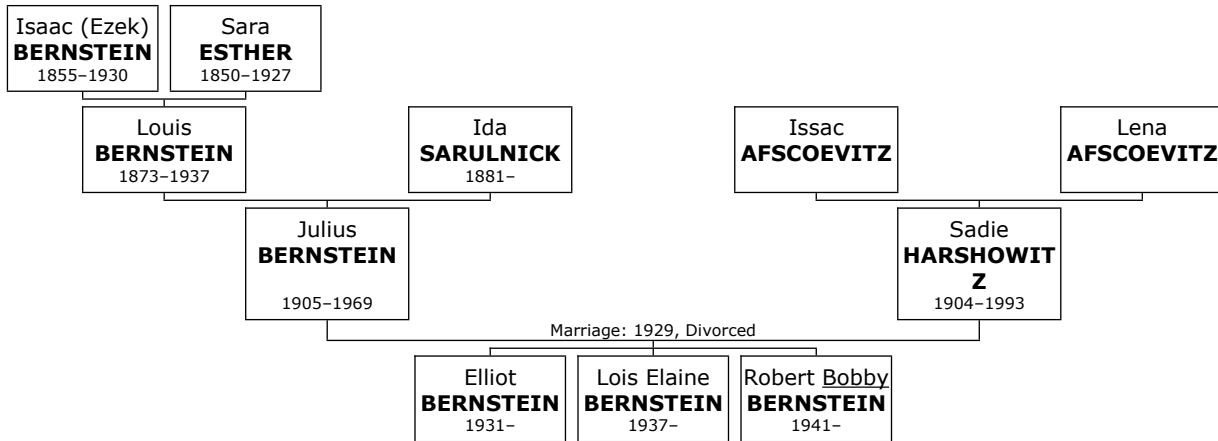 Isaac (Ezek)
BERNSTEIN
1855–1930
Sara
ESTHER
1850–1927
Louis
BERNSTEIN
1873–1937
Ida
SARULNICK
1881–
Issac
AFSCOEVITZ
Lena
AFSCOEVITZ
Julius
BERNSTEIN
1905–1969
Sadie
HARSHOWIT
Z
1904–1993
Marriage: 1929, Divorced
Elliot
BERNSTEIN
1931–
Lois Elaine
BERNSTEIN
1937–
Robert Bobby
BERNSTEIN
1941–